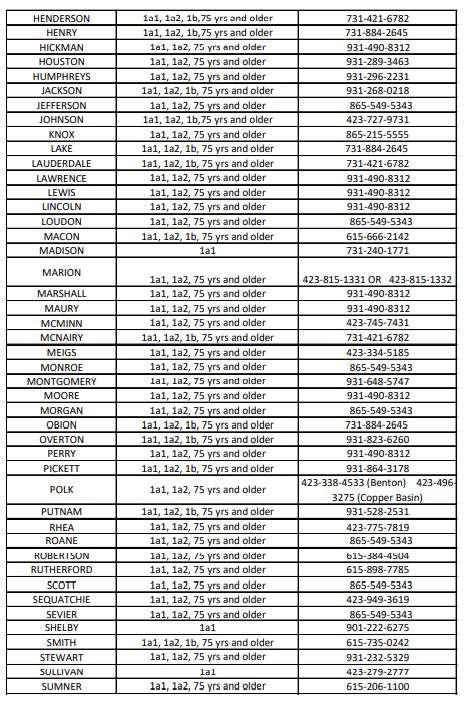 HENDERSON 1a1, 1a2, 1b,75 yrs and older 731-421-6782
HENRY 1a1, 1a2, 1b,75 yrs and older 731-884-2645
HICKMAN 1a1, 1a2, 75 yrs and older 931-490-8312
HOUSTON 1a1, 1a2, 75 yrs and older 931-289-3463
HUMPHREYS 1a1, 1a2, 75 yrs and older 931-296-2231
JACKSON 1a1, 1a2, 1b, 75 yrs and older 931-268-0218
JEFFERSON 1a1, 1a2, 75 yrs and older 865-549-5343
JOHNSON 1a1, 1a2, 1b,75 yrs and older 423-727-9731
KNOX 1a1, 1a2, 75 yrs and older 865-215-5555
LAKE 1a1, 1a2, 1b, 75 yrs and older 731-884-2645
LAUDERDALE 1a1, 1a2, 1b, 75 yrs and older 731-421-6782
LAWRENCE 1a1, 1a2, 75 yrs and older 931-490-8312
LEWIS 1a1, 1a2, 75 yrs and older 931-490-8312
LINCOLN 1a1, 1a2, 75 yrs and older 931-490-8312
LOUDON 1a1, 1a2, 75 yrs and older 865-549-5343
MACON 1a1, 1a2, 1b, 75 yrs and older 615-666-2142
MADISON 1a1 731-240-1771
MARION 1a1, 1a2, 75 yrs and older 423-815-1331 OR 423-815-1332
MARSHALL 1a1, 1a2, 75 yrs and older 931-490-8312
MAURY 1a1, 1a2, 75 yrs and older 931-490-8312
MCMINN 1a1, 1a2, 75 yrs and older 423-745-7431
MCNAIRY 1a1, 1a2, 1b, 75 yrs and older 731-421-6782
MEIGS 1a1, 1a2, 75 yrs and older 423-334-5185
MONROE 1a1, 1a2, 75 yrs and older 865-549-5343
MONTGOMERY 1a1, 1a2, 75 yrs and older 931-648-5747
MOORE 1a1, 1a2, 75 yrs and older 931-490-8312
MORGAN 1a1, 1a2, 75 yrs and older 865-549-5343
OBION 1a1, 1a2, 1b, 75 yrs and older 731-884-2645
OVERTON 1a1, 1a2, 1b, 75 yrs and older 931-823-6260
PERRY 1a1, 1a2, 75 yrs and older 931-490-8312
PICKETT 1a1, 1a2, 1b, 75 yrs and older 931-864-3178
POLK 1a1, 1a2, 75 yrs and older 423-338-4533 (Benton) 423-496-
3275 (Copper Basin)
PUTNAM 1a1, 1a2, 1b, 75 yrs and older 931-528-2531
RHEA 1a1, 1a2, 75 yrs and older 423-775-7819
ROANE 1a1, 1a2, 75 yrs and older 865-549-5343
ROBERTSON 1a1, 1a2, 75 yrs and older 615-384-4504
RUTHERFORD 1a1, 1a2, 75 yrs and older 615-898-7785
SCOTT 1a1, 1a2, 75 yrs and older 865-549-5343
SEQUATCHIE 1a1, 1a2, 75 yrs and older 423-949-3619
SEVIER 1a1, 1a2, 75 yrs and older 865-549-5343
SHELBY 1a1 901-222-6275
SMITH 1a1, 1a2, 1b, 75 yrs and older 615-735-0242
STEWART 1a1, 1a2, 75 yrs and older 931-232-5329
SULLIVAN 1a1 423-279-2777
SUMNER 1a1, 1a2, 75 yrs and older 615-206-1100